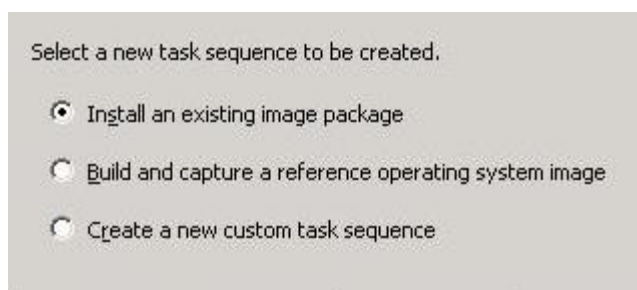 Select a new task sequence to be created.
Install an existing image package
Build and capture a reference operating system image
Create a new custom task sequence